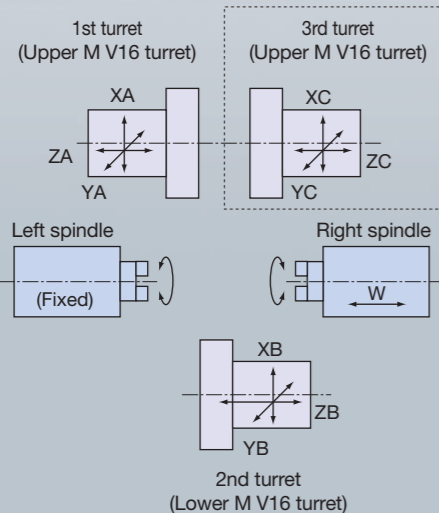 1st turret
(Upper M V16 turret)
3rd turret
(Upper M V16 turret)
XA
ZA
YA
XC
ZC
YC
Left spindle
(Fixed)
Right spindle
W
XB
ZB
YB
2nd turret
(Lower M V16 turret)